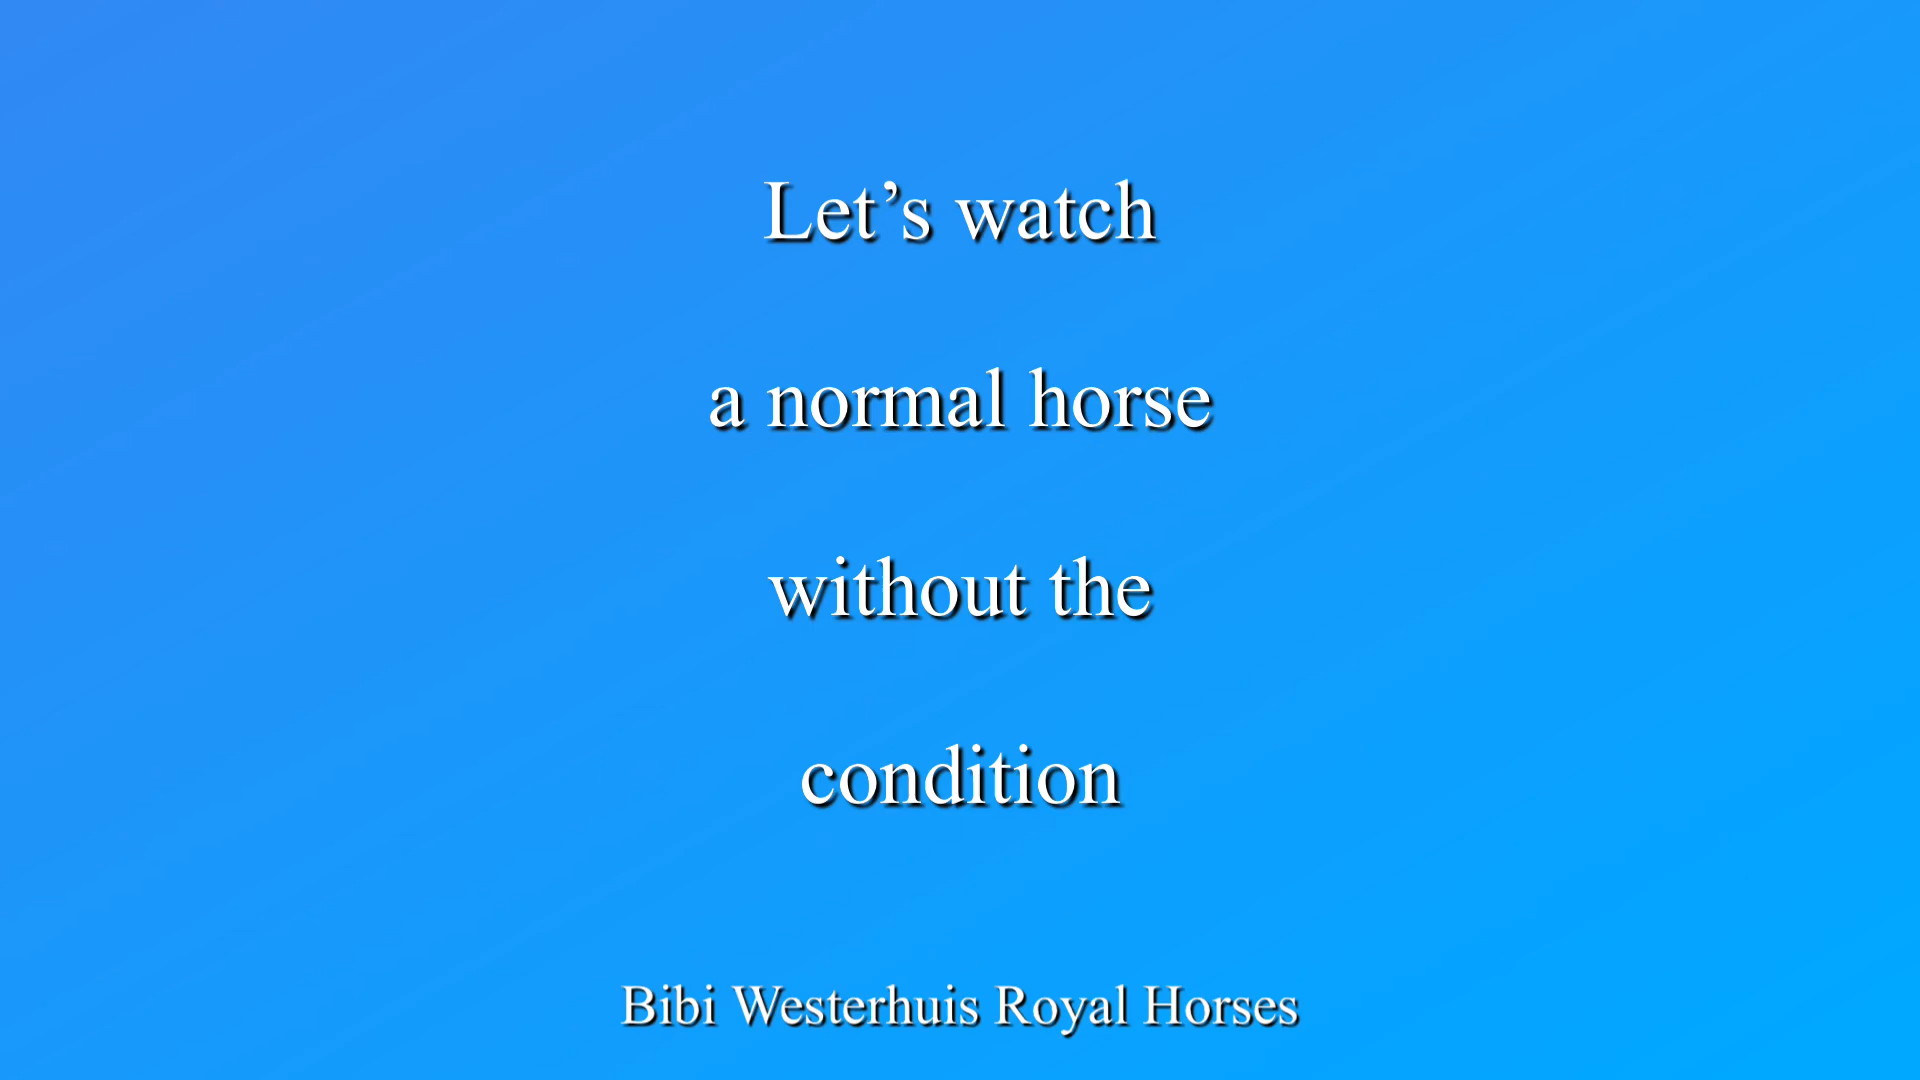 Let’s watch
a normal horse
without the
condition
Bibi Westerhuis Royal Horses